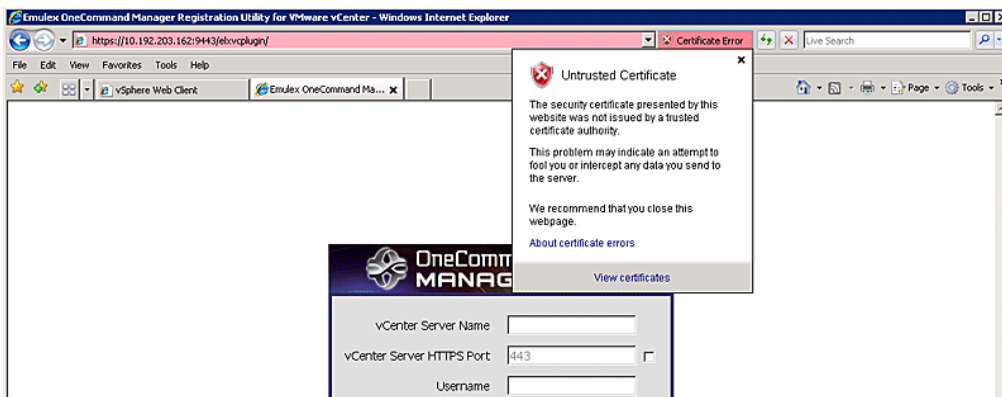 Emulex OneCommand Manager Registration Utility for VMware vCenter - Windows Internet Explorer
https://10.192.203.162:9443/elxvcplugin/
Certificate Error
Live Search
File Edit View Favorites Tools Help
vSphere Web Client
Emulex OneCommand Ma...
Page
Tools
Untrusted Certificate
The security certificate presented by this
website was not issued by a trusted
certificate authority.
This problem may indicate an attempt to
fool you or intercept any data you send to
the server.
We recommend that you close this
webpage.
About certificate errors
View certificates
OneComm
MANAG
vCenter Server Name
vCenter Server HTTPS Port 443
Username